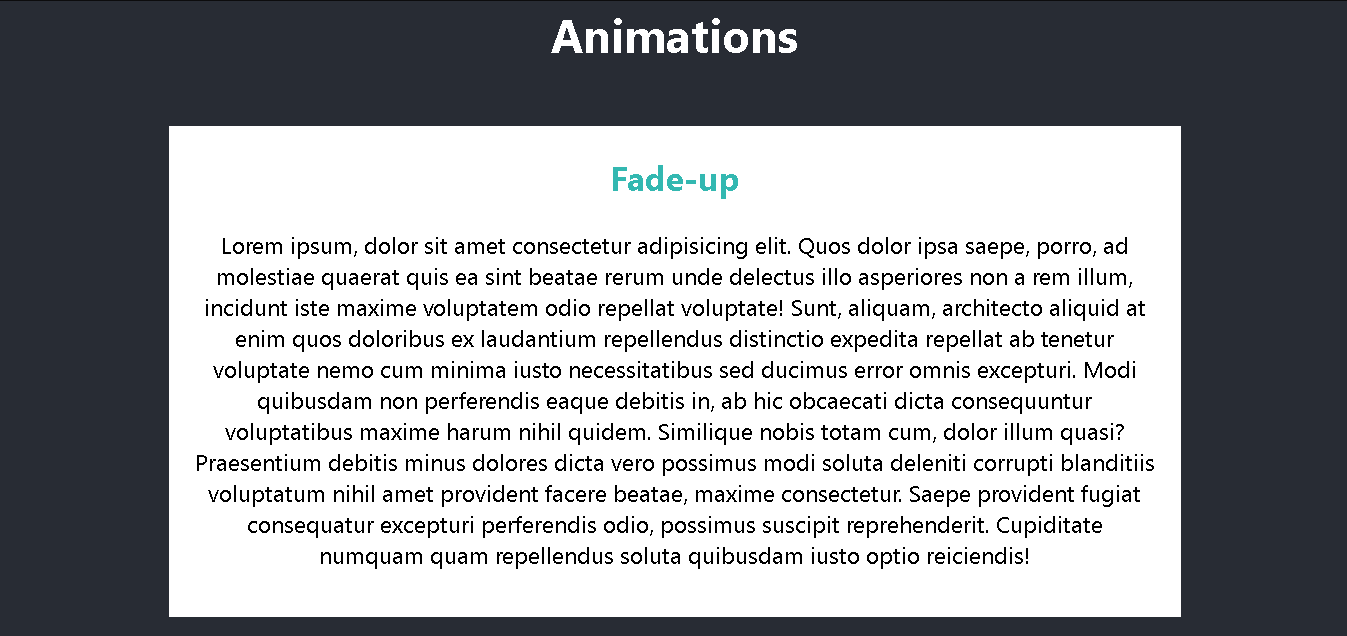 Animations
Fade-up
Lorem ipsum, dolor sit amet consectetur adipisicing elit. Quos dolor ipsa saepe, porro, ad
molestiae quaerat quis ea sint beatae rerum unde delectus illo asperiores non a rem illum,
incidunt iste maxime voluptatem odio repellat voluptate! Sunt, aliquam, architecto aliquid at
enim quos doloribus ex laudantium repellendus distinctio expedita repellat ab tenetur
voluptate nemo cum minima iusto necessitatibus sed ducimus error omnis excepturi. Modi
quibusdam non perferendis eaque debitis in, ab hic obcaecati dicta consequuntur
voluptatibus maxime harum nihil quidem. Similique nobis totam cum, dolor illum quasi?
Praesentium debitis minus dolores dicta vero possimus modi soluta deleniti corrupti blanditiis
voluptatum nihil amet provident facere beatae, maxime consectetur. Saepe provident fugiat
consequatur excepturi perferendis odio, possimus suscipit reprehenderit. Cupiditate
numquam quam repellendus soluta quibusdam iusto optio reiciendis!